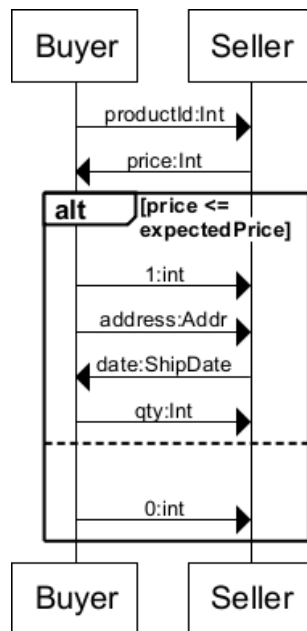 Buyer Seller
productId:Int
price:Int
alt [price <=
expectedPrice]
1:int
address:Addr
date:ShipDate
qty:Int
0:int
Buyer Seller